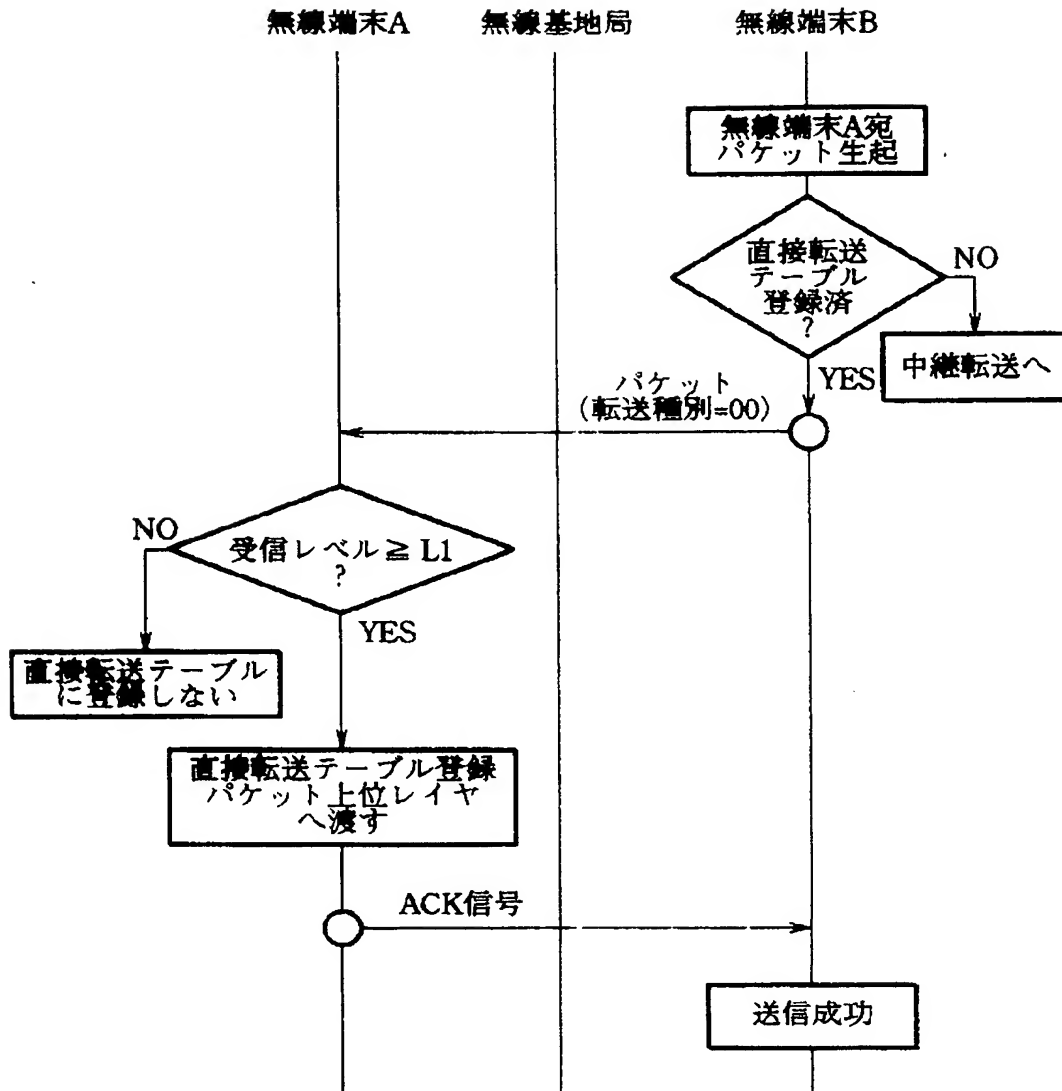 無線端末A
無線基地局
無線端末B
無線端末A宛
パケット生起
直接転送
テーブル
登録済
?
NO
中継転送へ
YES
パケット
(転送種別=00)
NO
受信レベル≧L1
?
YES
直接転送テーブル
に登録しない
直接転送テーブル登録
パケット上位レイヤ
へ渡す
ACK信号
送信成功